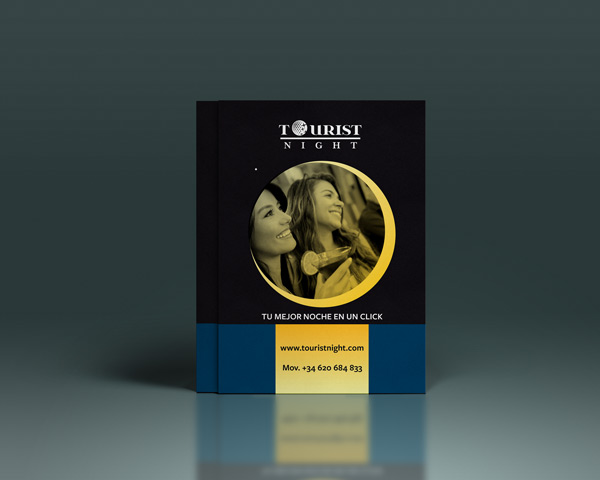 TOURIST
NIGHT
TU MEJOR NOCHE EN UN CLICK
www.touristnight.com
Mov. +34 620 684 833